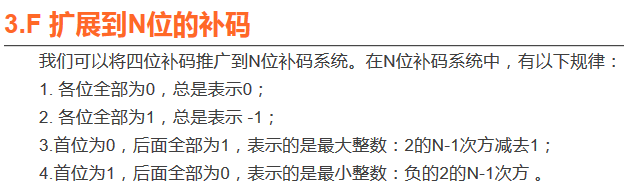 3.F 扩展到N位的补码
我们可以将四位补码推广到N位补码系统。在N位补码系统中，有以下规律：
1. 各位全部为0，总是表示0；
2. 各位全部为1，总是表示 -1；
3.首位为0，后面全部为1，表示的是最大整数：2的N-1次方减去1；
4.首位为1，后面全部为0，表示的是最小整数：负的2的N-1次方 。